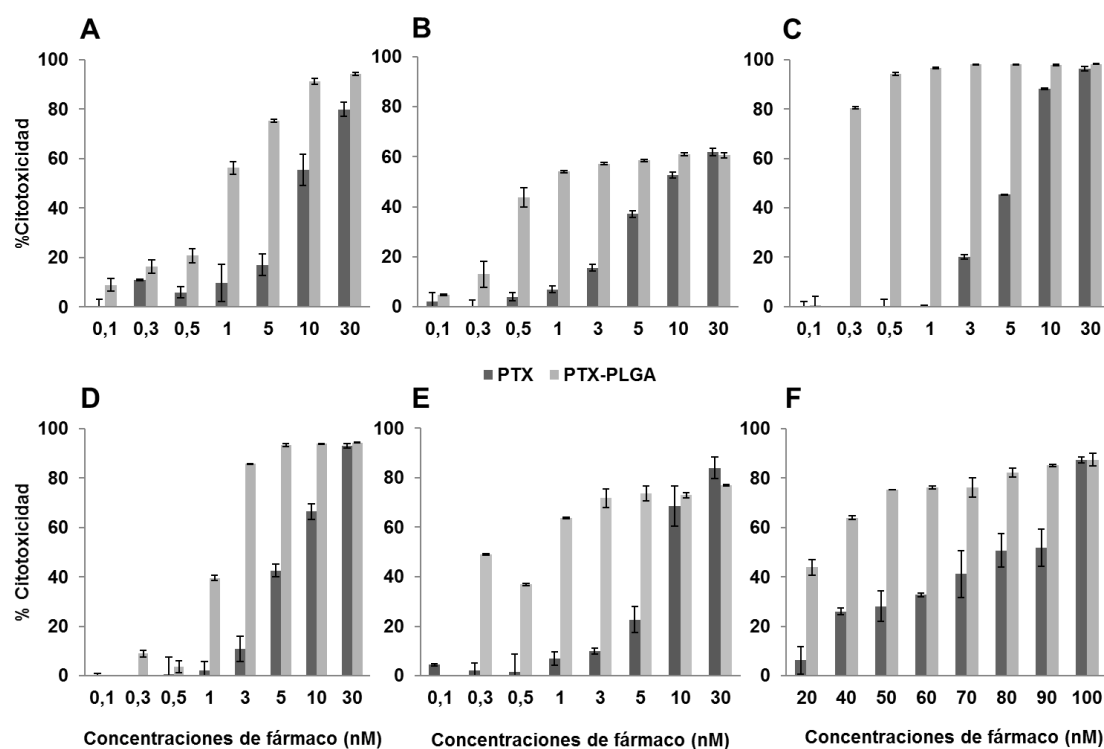 A
B
C
100
80
60
40
20
0
%Citotoxicidad
0,1 0,3 0,5 1 5 10 30
100
80
60
40
20
0
0,1 0,3 0,5 1 3 5 10 30
100
80
60
40
20
0
0,1 0,3 0,5 1 3 5 10 30
PTX PTX-PLGA
D
E
F
100
80
60
40
20
0
% Citotoxicidad
0,1 0,3 0,5 1 3 5 10 30
Concentraciones de fármaco (nM)
100
80
60
40
20
0
0,1 0,3 0,5 1 3 5 10 30
Concentraciones de fármaco (nM)
100
80
60
40
20
0
20 40 50 60 70 80 90 100
Concentraciones de fármaco (nM)